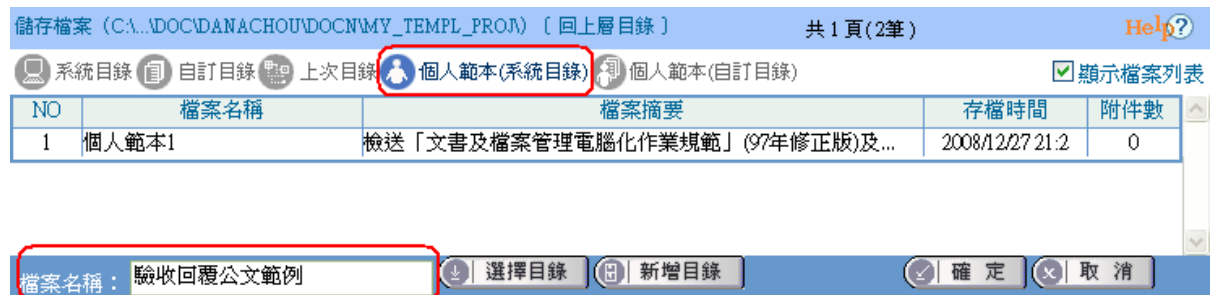 儲存檔案 (C:\...\DOC\DANACHOU\DOCN\MY_TEMPL_PROJ\) 〔 回上層目錄 〕 共 1 頁(2筆) Help?
系統目錄 自訂目錄 上次目錄 個人範本(系統目錄) 個人範本(自訂目錄) 顯示檔案列表
NO 檔案名稱 檔案摘要 存檔時間 附件數
1 個人範本1 檢送「文書及檔案管理電腦化作業規範」(97年修正版)及... 2008/12/27 21:2 0
檔案名稱： 驗收回覆公文範例 選擇目錄 新增目錄 確 定 取 消